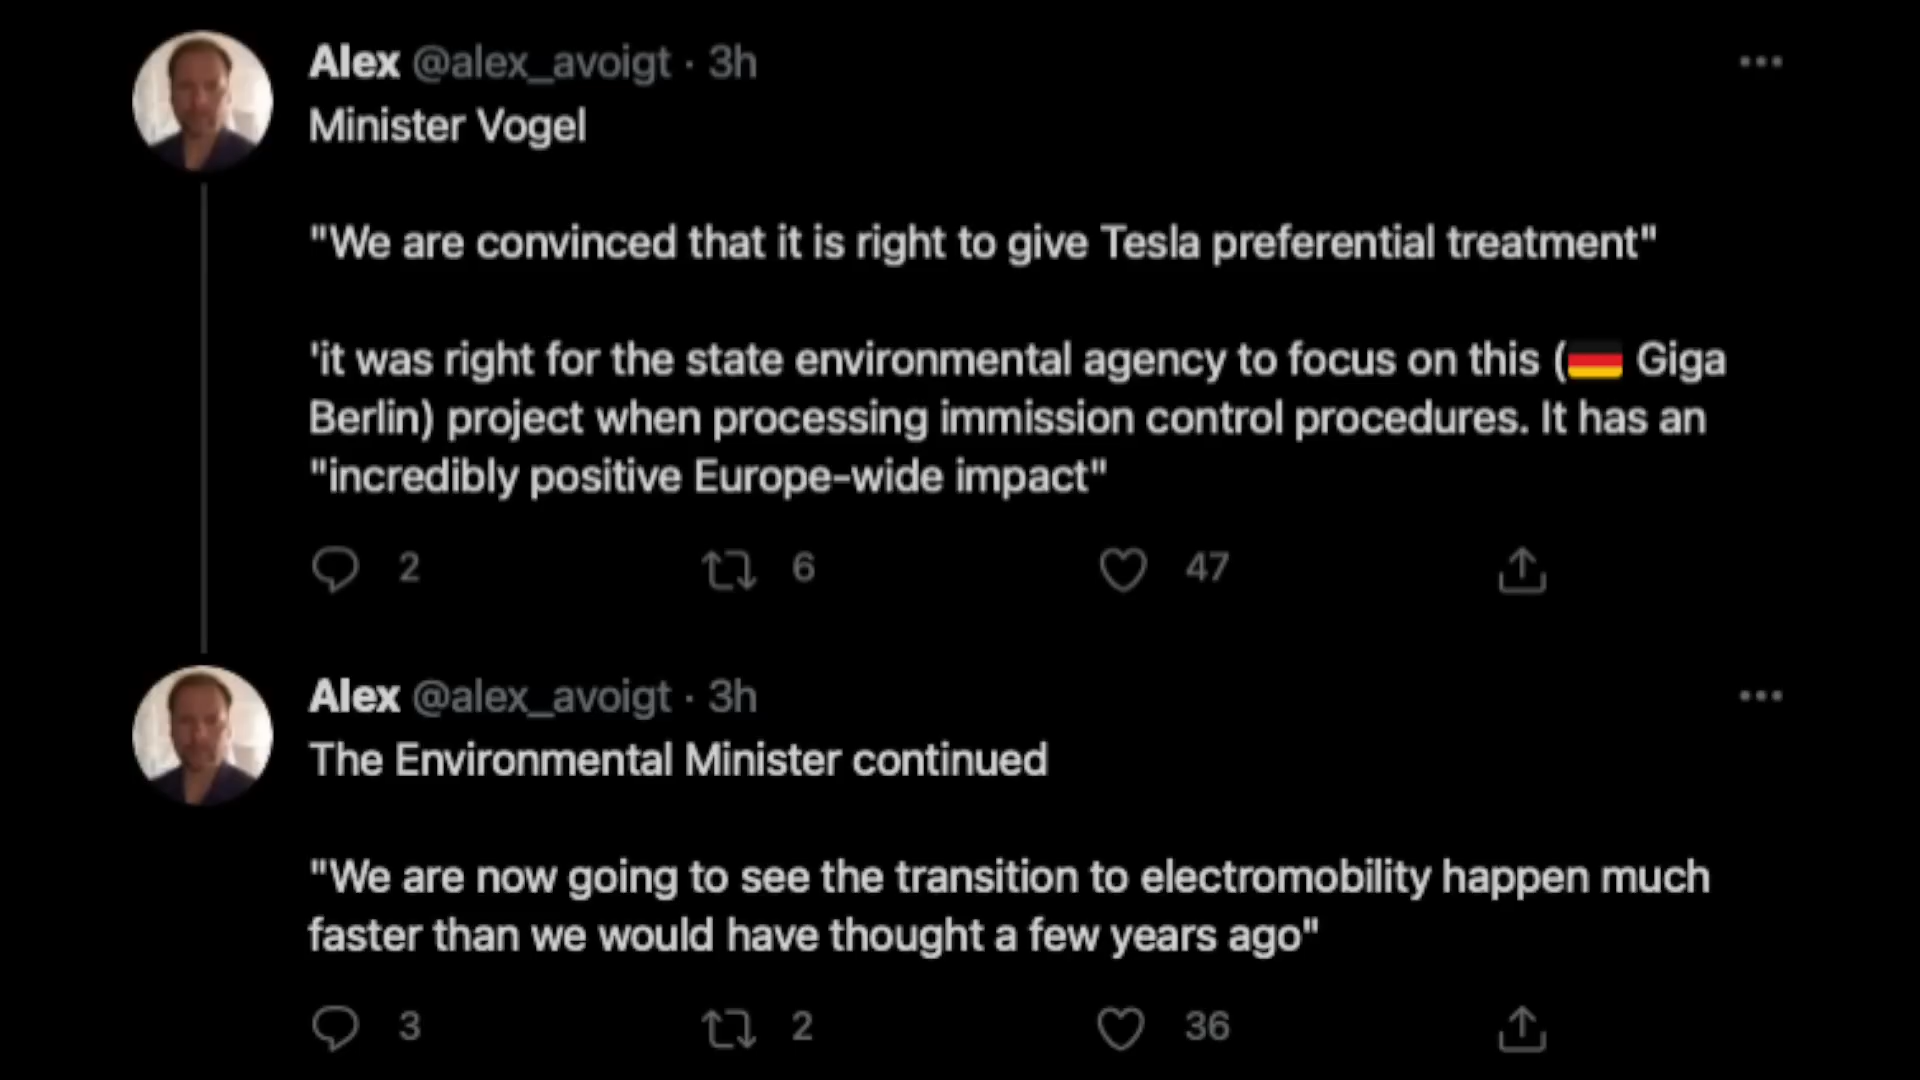 Alex @alex_avoigt · 3h
Minister Vogel
"We are convinced that it is right to give Tesla preferential treatment"
'it was right for the state environmental agency to focus on this (🇩🇪 Giga
Berlin) project when processing immission control procedures. It has an
"incredibly positive Europe-wide impact"
2 6 47
Alex @alex_avoigt · 3h
The Environmental Minister continued
"We are now going to see the transition to electromobility happen much
faster than we would have thought a few years ago"
3 2 36